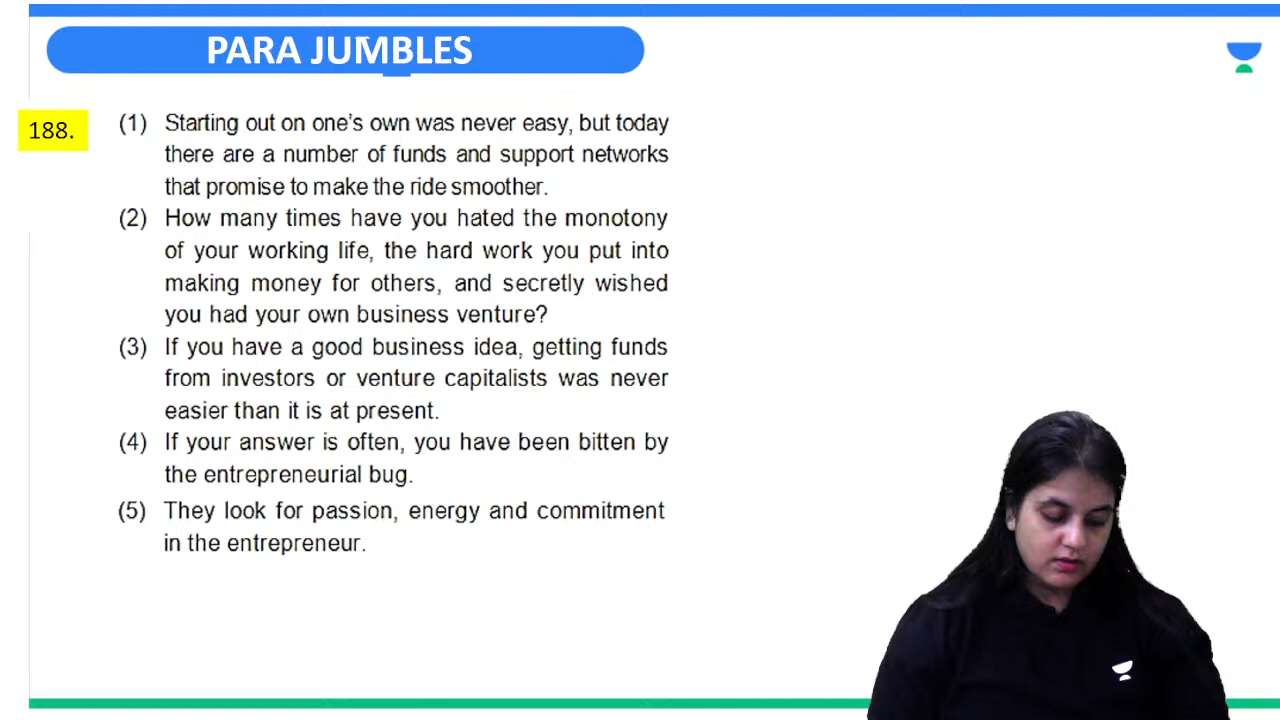 PARA JUMBLES
188.
(1) Starting out on one's own was never easy, but today
there are a number of funds and support networks
that promise to make the ride smoother.
(2) How many times have you hated the monotony
of your working life, the hard work you put into
making money for others, and secretly wished
you had your own business venture?
(3) If you have a good business idea, getting funds
from investors or venture capitalists was never
easier than it is at present.
(4) If your answer is often, you have been bitten by
the entrepreneurial bug.
(5) They look for passion, energy and commitment
in the entrepreneur.